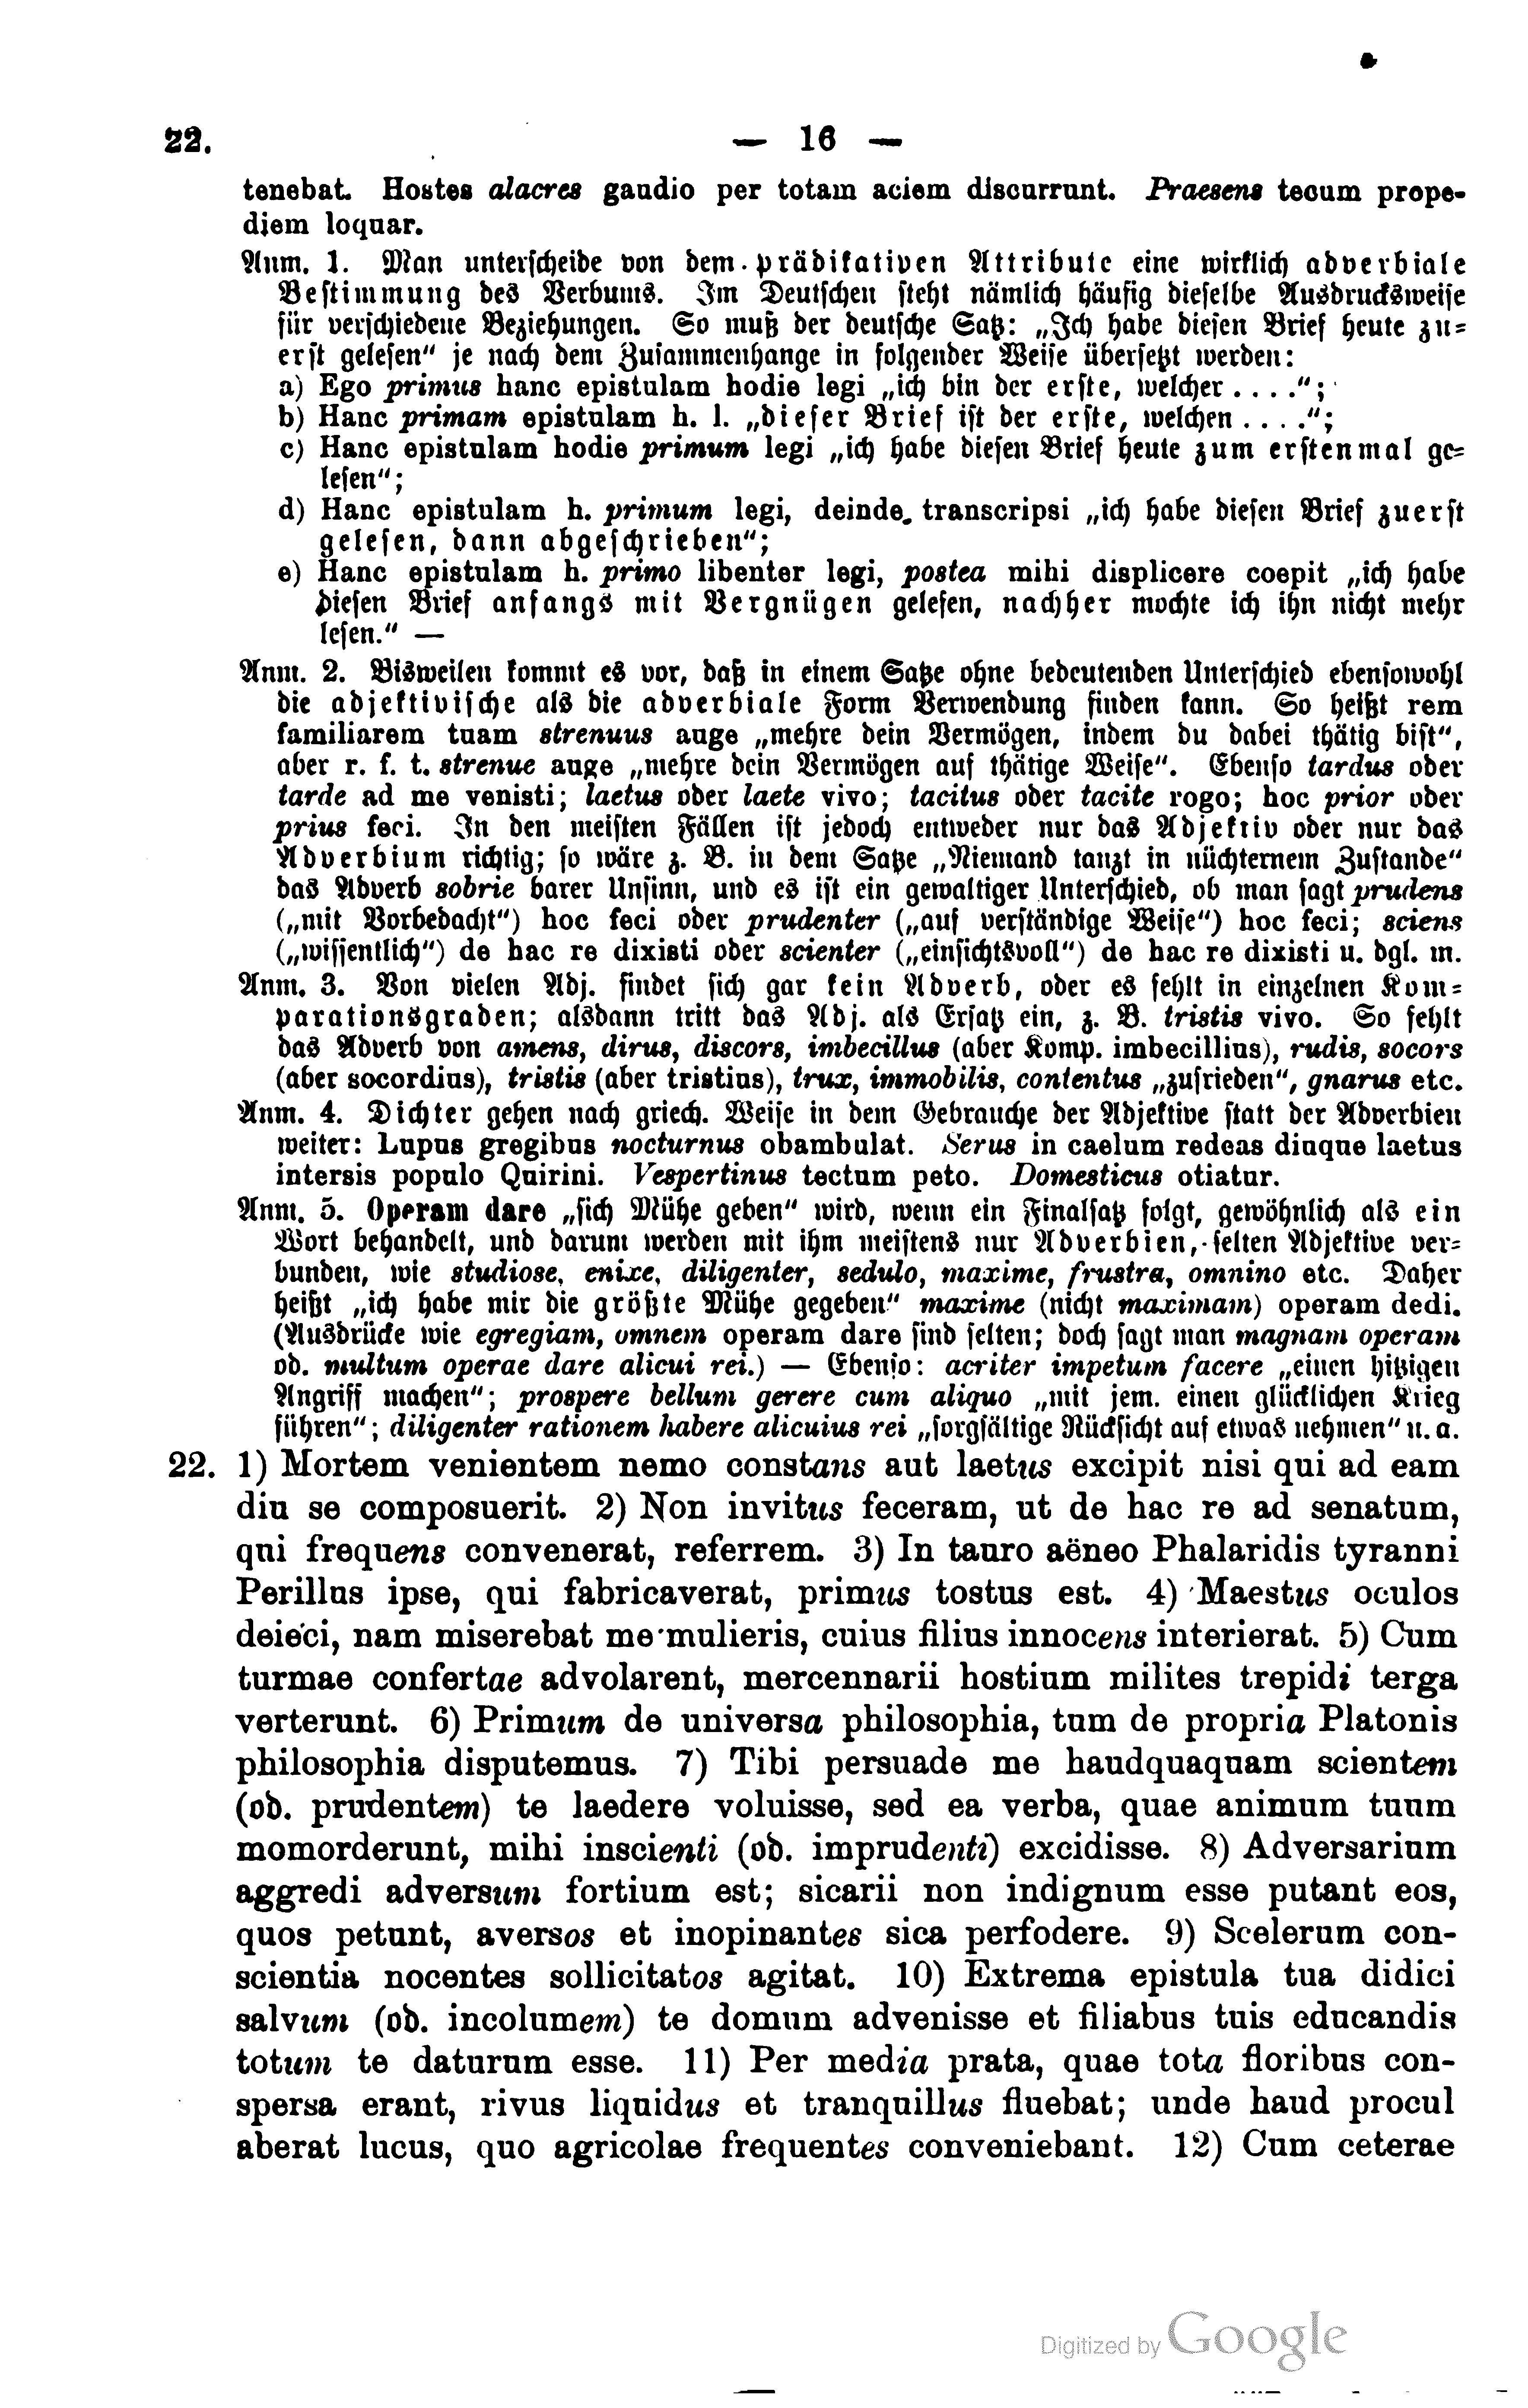 22.
— 16 —
tenebat. Hostes alacres gaudio per totam aciem discurrunt. Praesens tecum prope-
diem loquar.
Anm. 1. Man unterscheide von dem prädikativen Attribute eine wirklich adverbiale
Bestimmung des Verbums. Im Deutschen steht nämlich häufig dieselbe Ausdrucksweise
für verschiedene Beziehungen. So muß der deutsche Satz: „Ich habe diesen Brief heute zu-
erst gelesen“ je nach dem Zusammenhange in folgender Weise übersetzt werden:
a) Ego primus hanc epistulam hodie legi „ich bin der erste, welcher . . . .“;
b) Hanc primam epistulam h. l. „dieser Brief ist der erste, welchen . . . .“;
c) Hanc epistulam hodie primum legi „ich habe diesen Brief heute zum erstenmal ge-
lesen“;
d) Hanc epistulam h. primum legi, deinde transcripsi „ich habe diesen Brief zuerst
gelesen, dann abgeschrieben“;
e) Hanc epistulam h. primo libenter legi, postea mihi displicere coepit „ich habe
diesen Brief anfangs mit Vergnügen gelesen, nachher mochte ich ihn nicht mehr
lesen.“ —
Anm. 2. Bisweilen kommt es vor, daß in einem Satze ohne bedeutenden Unterschied ebensowohl
die adjektivische als die adverbiale Form Verwendung finden kann. So heißt rem
familiarem tuam strenuus auge „mehre dein Vermögen, indem du dabei thätig bist“,
aber r. f. t. strenue auge „mehre dein Vermögen auf thätige Weise“. Ebenso tardus oder
tarde ad me venisti; laetus oder laete vivo; tacitus oder tacite rogo; hoc prior oder
prius feci. In den meisten Fällen ist jedoch entweder nur das Adjektiv oder nur das
Adverbium richtig; so wäre z. B. in dem Satze „Niemand tanzt in nüchternem Zustande“
das Adverb sobrie barer Unsinn, und es ist ein gewaltiger Unterschied, ob man sagt prudens
(„mit Vorbedacht“) hoc feci oder prudenter („auf verständige Weise“) hoc feci; sciens
(„wissentlich“) de hac re dixisti oder scienter („einsichtsvoll“) de hac re dixisti u. dgl. m.
Anm. 3. Von vielen Adj. findet sich gar kein Adverb, oder es fehlt in einzelnen Kom-
parationsgraden; alsdann tritt das Adj. als Ersatz ein, z. B. tristis vivo. So fehlt
das Adverb von amens, dirus, discors, imbecillus (aber Komp. imbecillius), rudis, socors
(aber socordius), tristis (aber tristius), trux, immobilis, contentus „zufrieden“, gnarus etc.
Anm. 4. Dichter gehen nach griech. Weise in dem Gebrauche der Adjektive statt der Adverbien
weiter: Lupus gregibus nocturnus obambulat. Serus in caelum redeas diuque laetus
intersis populo Quirini. Vespertinus tectum peto. Domesticus otiatur.
Anm. 5. Operam dare „sich Mühe geben“ wird, wenn ein Finalsatz folgt, gewöhnlich als ein
Wort behandelt, und darum werden mit ihm meistens nur Adverbien, selten Adjektive ver-
bunden, wie studiose, enixe, diligenter, sedulo, maxime, frustra, omnino etc. Daher
heißt „ich habe mir die größte Mühe gegeben“ maxime (nicht maximam) operam dedi.
(Ausdrücke wie egregiam, omnem operam dare sind selten; doch sagt man magnam operam
od. multum operae dare alicui rei.) — Ebenso: acriter impetum facere „einen hitzigen
Angriff machen“; prospere bellum gerere cum aliquo „mit jem. einen glücklichen Krieg
führen“; diligenter rationem habere alicuius rei „sorgfältige Rücksicht auf etwas nehmen“ u. a.
22. 1) Mortem venientem nemo constans aut laetus excipit nisi qui ad eam
diu se composuerit. 2) Non invitus feceram, ut de hac re ad senatum,
qui frequens convenerat, referrem. 3) In tauro aëneo Phalaridis tyranni
Perillus ipse, qui fabricaverat, primus tostus est. 4) Maestus oculos
deieci, nam miserebat me mulieris, cuius filius innocens interierat. 5) Cum
turmae confertae advolarent, mercennarii hostium milites trepidi terga
verterunt. 6) Primum de universa philosophia, tum de propria Platonis
philosophia disputemus. 7) Tibi persuade me haudquaquam scientem
(od. prudentem) te laedere voluisse, sed ea verba, quae animum tuum
momorderunt, mihi inscienti (od. imprudenti) excidisse. 8) Adversarium
aggredi adversum fortium est; sicarii non indignum esse putant eos,
quos petunt, aversos et inopinantes sica perfodere. 9) Scelerum con-
scientia nocentes sollicitatos agitat. 10) Extrema epistula tua didici
salvum (od. incolumem) te domum advenisse et filiabus tuis educandis
totum te daturum esse. 11) Per media prata, quae tota floribus con-
spersa erant, rivus liquidus et tranquillus fluebat; unde haud procul
aberat lucus, quo agricolae frequentes conveniebant. 12) Cum ceterae
Digitized by Google